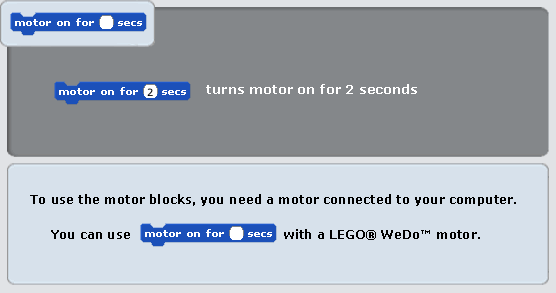 motor on for secs
motor on for 2 secs turns motor on for 2 seconds
To use the motor blocks, you need a motor connected to your computer.
You can use motor on for secs with a LEGO® WeDo™ motor.